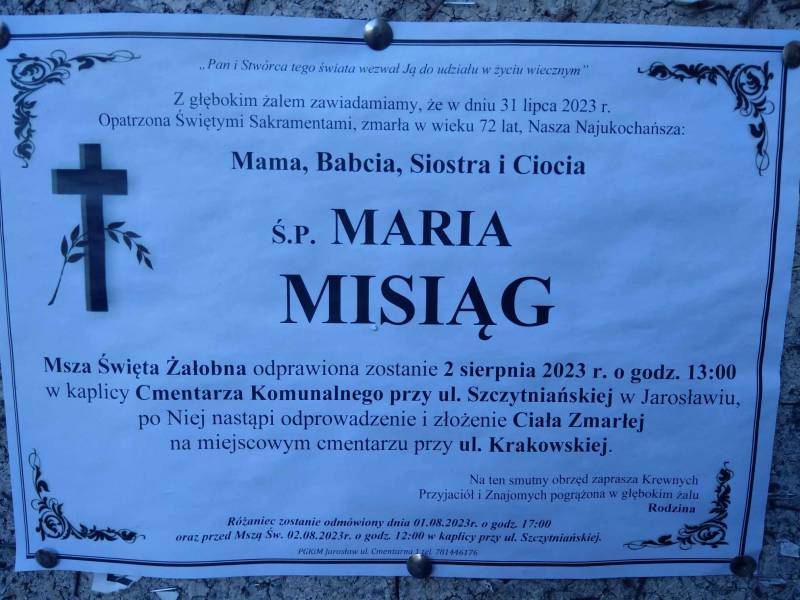 „Pan i Stwórca tego świata wezwał Ją do udziału w życiu wiecznym”
Z głębokim żalem zawiadamiamy, że w dniu 31 lipca 2023 r.
Opatrzona Świętymi Sakramentami, zmarła w wieku 72 lat, Nasza Najukochańsza:
Mama, Babcia, Siostra i Ciocia
Ś.P. MARIA
MISIĄG
Msza Święta Żałobna odprawiona zostanie 2 sierpnia 2023 r. o godz. 13:00
w kaplicy Cmentarza Komunalnego przy ul. Szczytniańskiej w Jarosławiu,
po Niej nastąpi odprowadzenie i złożenie Ciała Zmarłej
na miejscowym cmentarzu przy ul. Krakowskiej.
Na ten smutny obrzęd zaprasza Krewnych
Przyjaciół i Znajomych pogrążona w głębokim żalu
Rodzina
Różaniec zostanie odmówiony dnia 01.08.2023r. o godz. 17:00
oraz przed Mszą Św. 02.08.2023r. o godz. 12:00 w kaplicy przy ul. Szczytniańskiej.
PGKiM Jarosław ul. Cmentarna 1 tel. 781446176